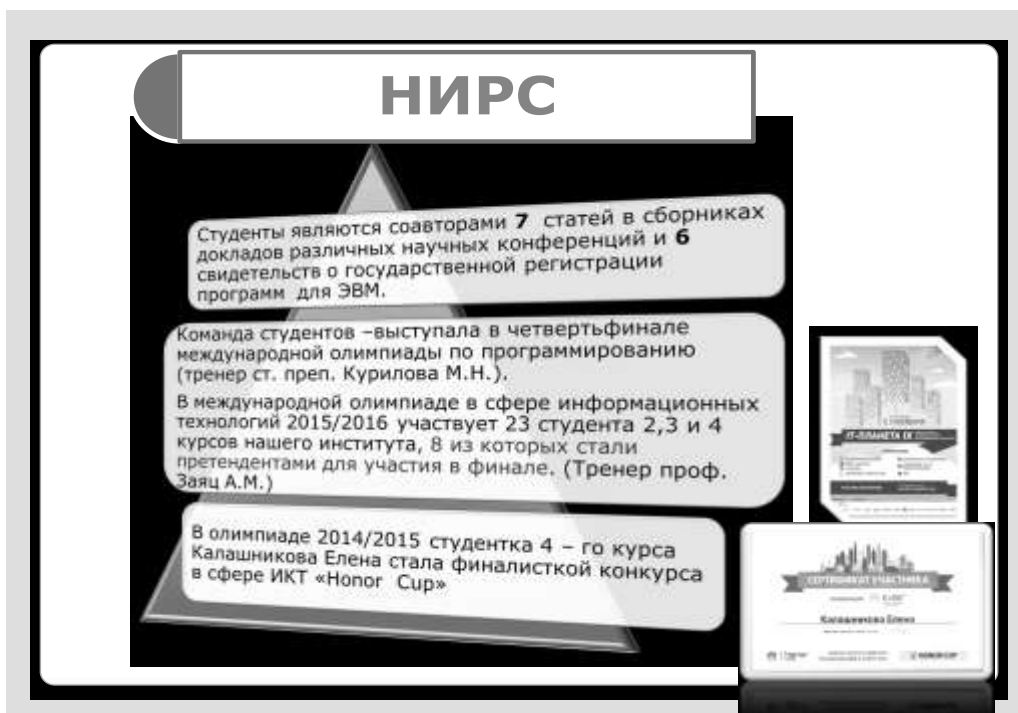 НИРС
Студенты являются соавторами 7 статей в сборниках
докладов различных научных конференций и 6
свидетельств о государственной регистрации
программ для ЭВМ.
Команда студентов –выступала в четвертьфинале
международной олимпиады по программированию
(тренер ст. преп. Курилова М.Н.).
В международной олимпиаде в сфере информационных
технологий 2015/2016 участвует 23 студента 2,3 и 4
курсов нашего института, 8 из которых стали
претендентами для участия в финале. (Тренер проф.
Заяц А.М.)
В олимпиаде 2014/2015 студентка 4 – го курса
Калашникова Елена стала финалисткой конкурса
в сфере ИКТ «Honor Cup»
IT-ПЛАНЕТА IX
СЕРТИФИКАТ УЧАСТНИКА
Калашникова Елена
HONOR CUP